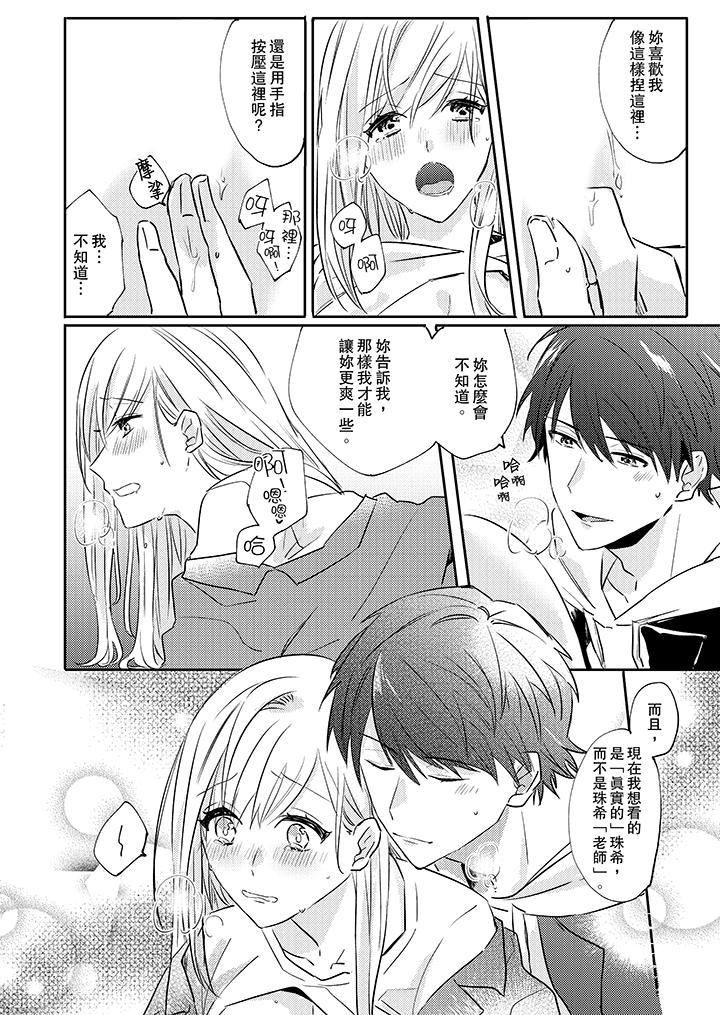 妳喜歡我
像這樣捏這裡…
呀
啊
還是用手指
按壓這裡呢？
那裡…
呀
呀啊！
摩挲
我…
不知道…
妳怎麼會
不知道。
哈啊
哈啊
妳告訴我，
那樣我才能
讓妳更爽一些。
啊！
嗯嗯
哈
而且，
現在我想看的
是「真實的」珠希，
而不是珠希「老師」。